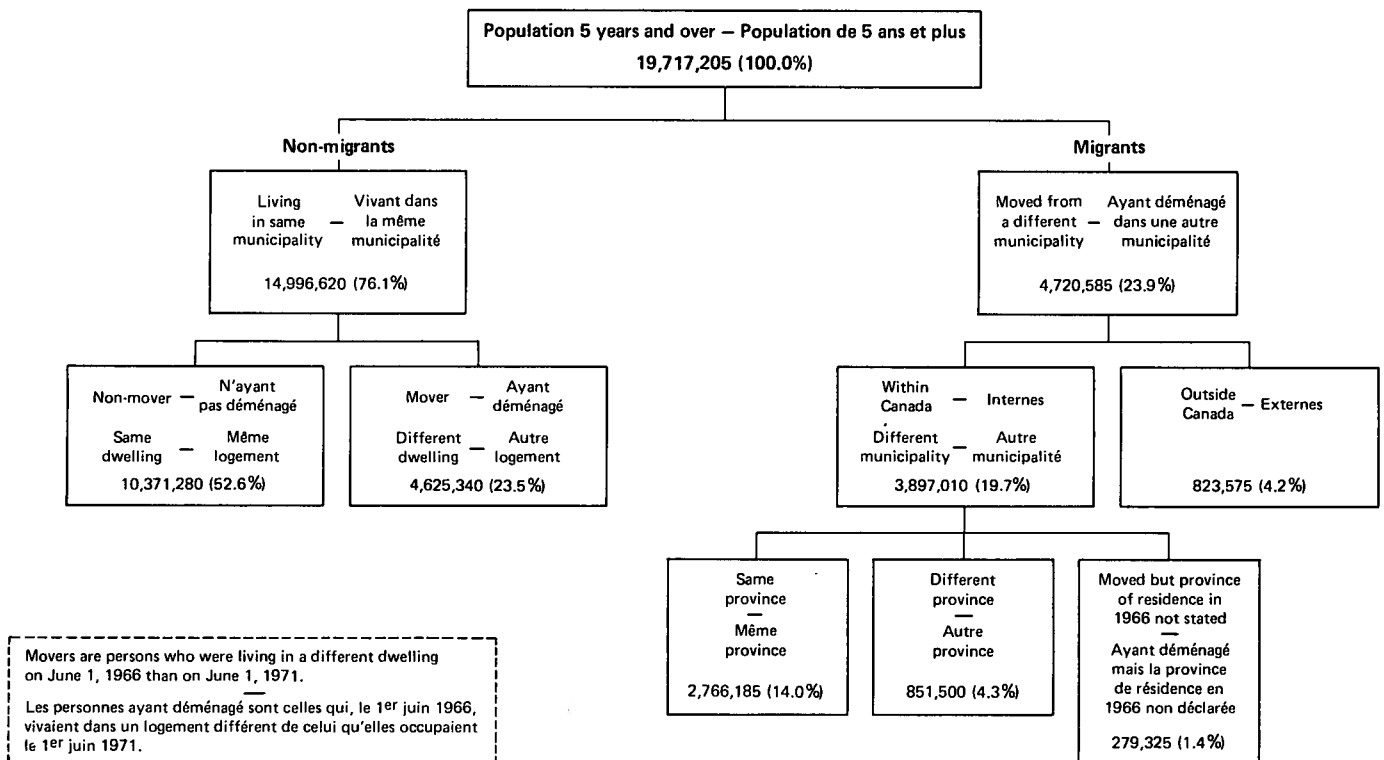 Population 5 years and over — Population de 5 ans et plus
19,717,205 (100.0%)
Non-migrants
Migrants
Living
in same
municipality
—
Vivant dans
la même
municipalité
14,996,620 (76.1%)
Moved from
a different
municipality
—
Ayant déménagé
dans une autre
municipalité
4,720,585 (23.9%)
Non-mover — N'ayant
pas déménagé
Same
dwelling
—
Même
logement
10,371,280 (52.6%)
Mover — Ayant
déménagé
Different
dwelling
—
Autre
logement
4,625,340 (23.5%)
Within
Canada
— Internes
Different
municipality
—
Autre
municipalité
3,897,010 (19.7%)
Outside
Canada
— Externes
823,575 (4.2%)
Same
province
—
Même
province
2,766,185 (14.0%)
Different
province
—
Autre
province
851,500 (4.3%)
Moved but province
of residence in
1966 not stated
—
Ayant déménagé
mais la province
de résidence en
1966 non déclarée
279,325 (1.4%)
Movers are persons who were living in a different dwelling
on June 1, 1966 than on June 1, 1971.
—
Les personnes ayant déménagé sont celles qui, le 1er juin 1966,
vivaient dans un logement différent de celui qu'elles occupaient
le 1er juin 1971.